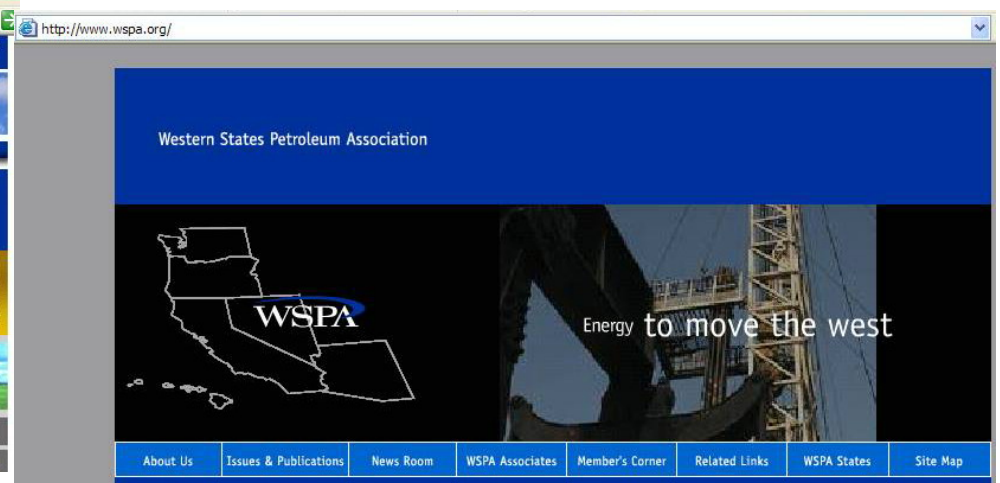 http://www.wspa.org/
Western States Petroleum Association
WSPA
Energy to move the west
About Us Issues & Publications News Room WSPA Associates Member's Corner Related Links WSPA States Site Map